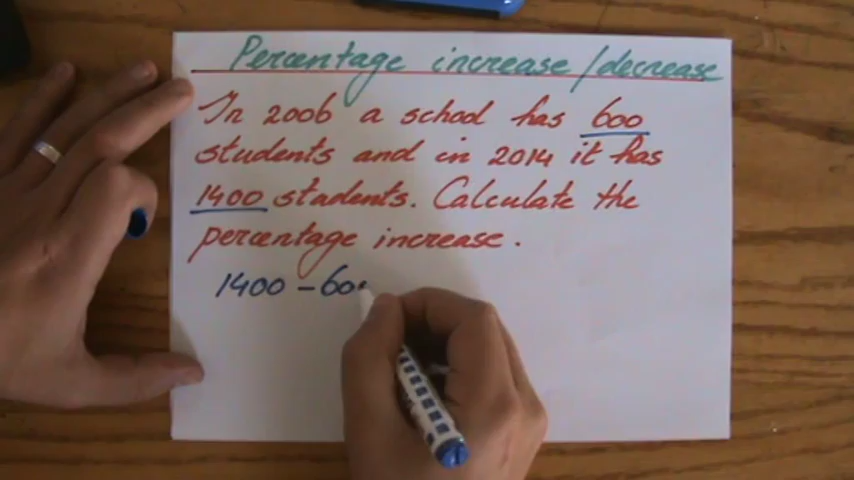 Percentage increase/decrease
In 2006 a school has 600
students and in 2014 it has
1400 students. Calculate the
percentage increase.
1400 - 600